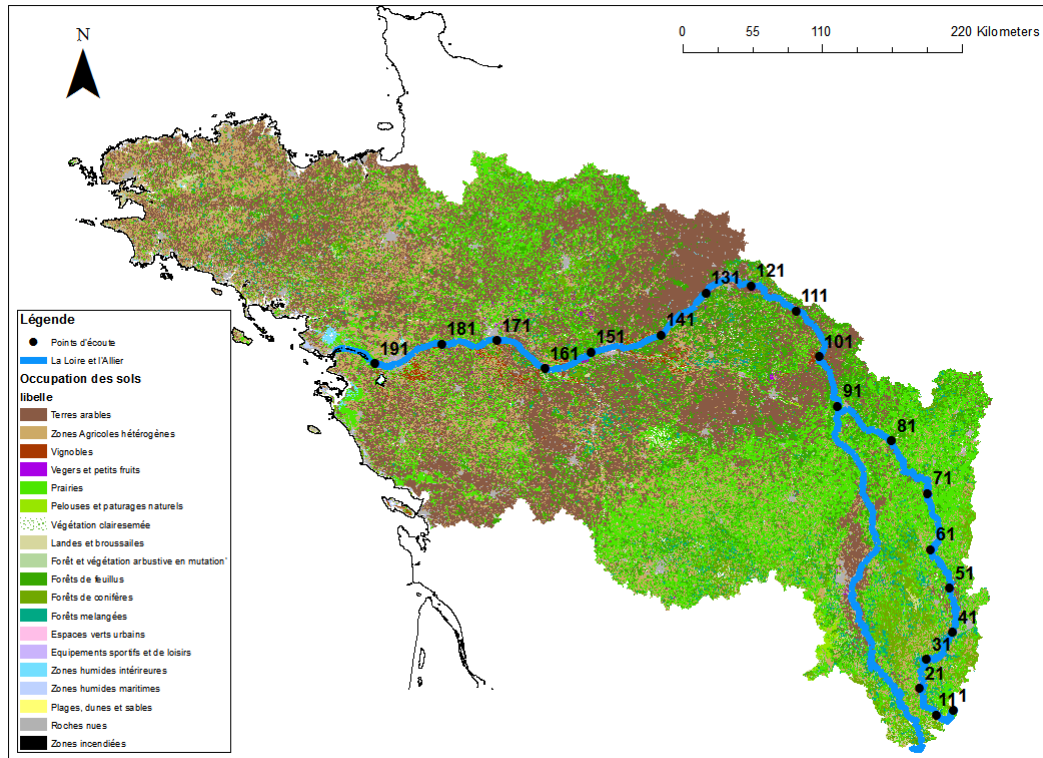 N
0 55 110 220 Kilometers
121
131
111
141
101
181
171
151
191
161
91
81
71
61
51
41
31
21
11
1
Légende
Points d'écoute
La Loire et l'Allier
Occupation des sols
libelle
Terres arables
Zones Agricoles hétérogènes
Vignobles
Vegers et petits fruits
Prairies
Pelouses et paturages naturels
Végétation clairesemée
Landes et broussailles
Forêt et végétation arbustive en mutation'
Forêts de feuillus
Forêts de conifères
Forêts melangées
Espaces verts urbains
Equipements sportifs et de loisirs
Zones humides intérireures
Zones humides maritimes
Plages, dunes et sables
Roches nues
Zones incendiées